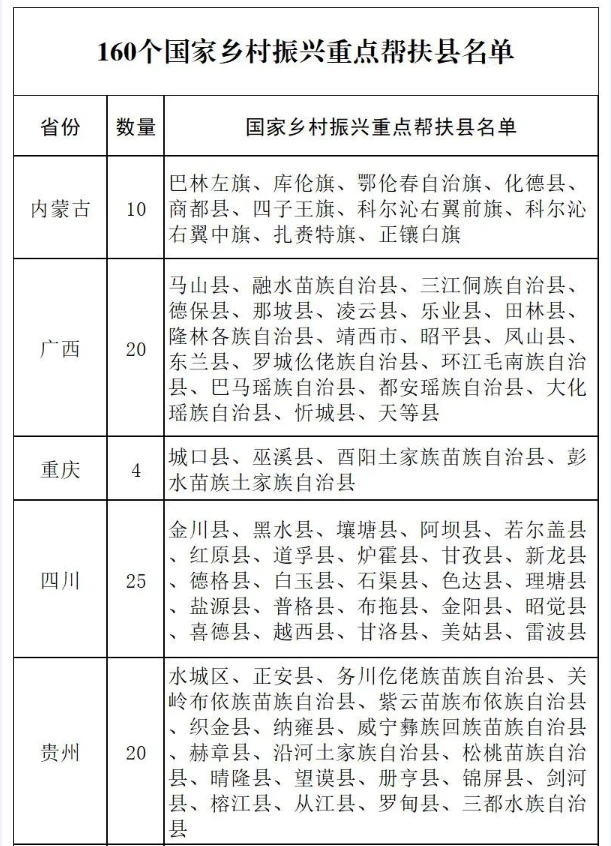 160个国家乡村振兴重点帮扶县名单
省份 数量 国家乡村振兴重点帮扶县名单
内蒙古 10
巴林左旗、库伦旗、鄂伦春自治旗、化德县、
商都县、四子王旗、科尔沁右翼前旗、科尔沁
右翼中旗、扎赉特旗、正镶白旗
广西 20
马山县、融水苗族自治县、三江侗族自治县、
德保县、那坡县、凌云县、乐业县、田林县、
隆林各族自治县、靖西市、昭平县、凤山县、
东兰县、罗城仫佬族自治县、环江毛南族自治
县、巴马瑶族自治县、都安瑶族自治县、大化
瑶族自治县、忻城县、天等县
重庆 4
城口县、巫溪县、酉阳土家族苗族自治县、彭
水苗族土家族自治县
四川 25
金川县、黑水县、壤塘县、阿坝县、若尔盖县
、红原县、道孚县、炉霍县、甘孜县、新龙县
、德格县、白玉县、石渠县、色达县、理塘县
、盐源县、普格县、布拖县、金阳县、昭觉县
、喜德县、越西县、甘洛县、美姑县、雷波县
贵州 20
水城区、正安县、务川仡佬族苗族自治县、关
岭布依族苗族自治县、紫云苗族布依族自治县
、织金县、纳雍县、威宁彝族回族苗族自治县
、赫章县、沿河土家族自治县、松桃苗族自治
县、晴隆县、望谟县、册亨县、锦屏县、剑河
县、榕江县、从江县、罗甸县、三都水族自治
县